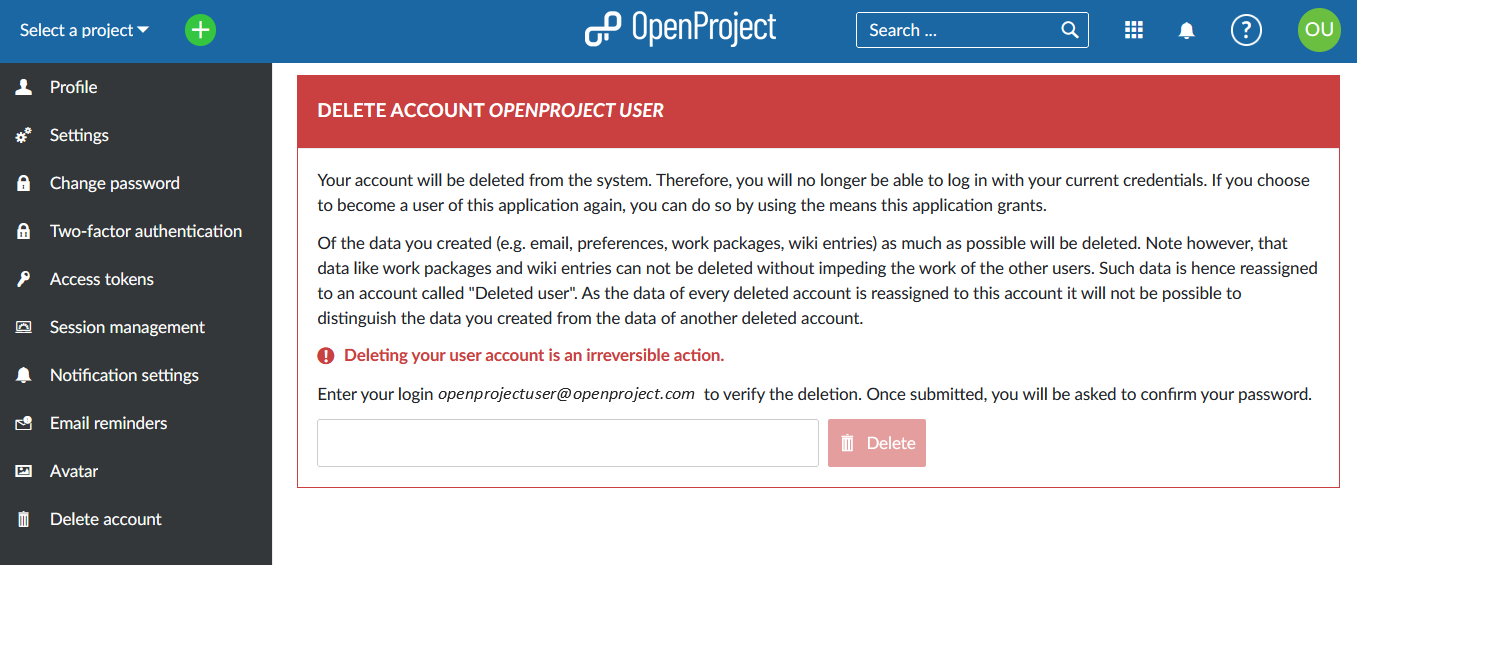 Select a project
OpenProject
Search ...
?
OU
Profile
Settings
Change password
Two-factor authentication
Access tokens
Session management
Notification settings
Email reminders
Avatar
Delete account
DELETE ACCOUNT OPENPROJECT USER
Your account will be deleted from the system. Therefore, you will no longer be able to log in with your current credentials. If you choose
to become a user of this application again, you can do so by using the means this application grants.
Of the data you created (e.g. email, preferences, work packages, wiki entries) as much as possible will be deleted. Note however, that
data like work packages and wiki entries can not be deleted without impeding the work of the other users. Such data is hence reassigned
to an account called "Deleted user". As the data of every deleted account is reassigned to this account it will not be possible to
distinguish the data you created from the data of another deleted account.
Deleting your user account is an irreversible action.
Enter your login openprojectuser@openproject.com to verify the deletion. Once submitted, you will be asked to confirm your password.
Delete